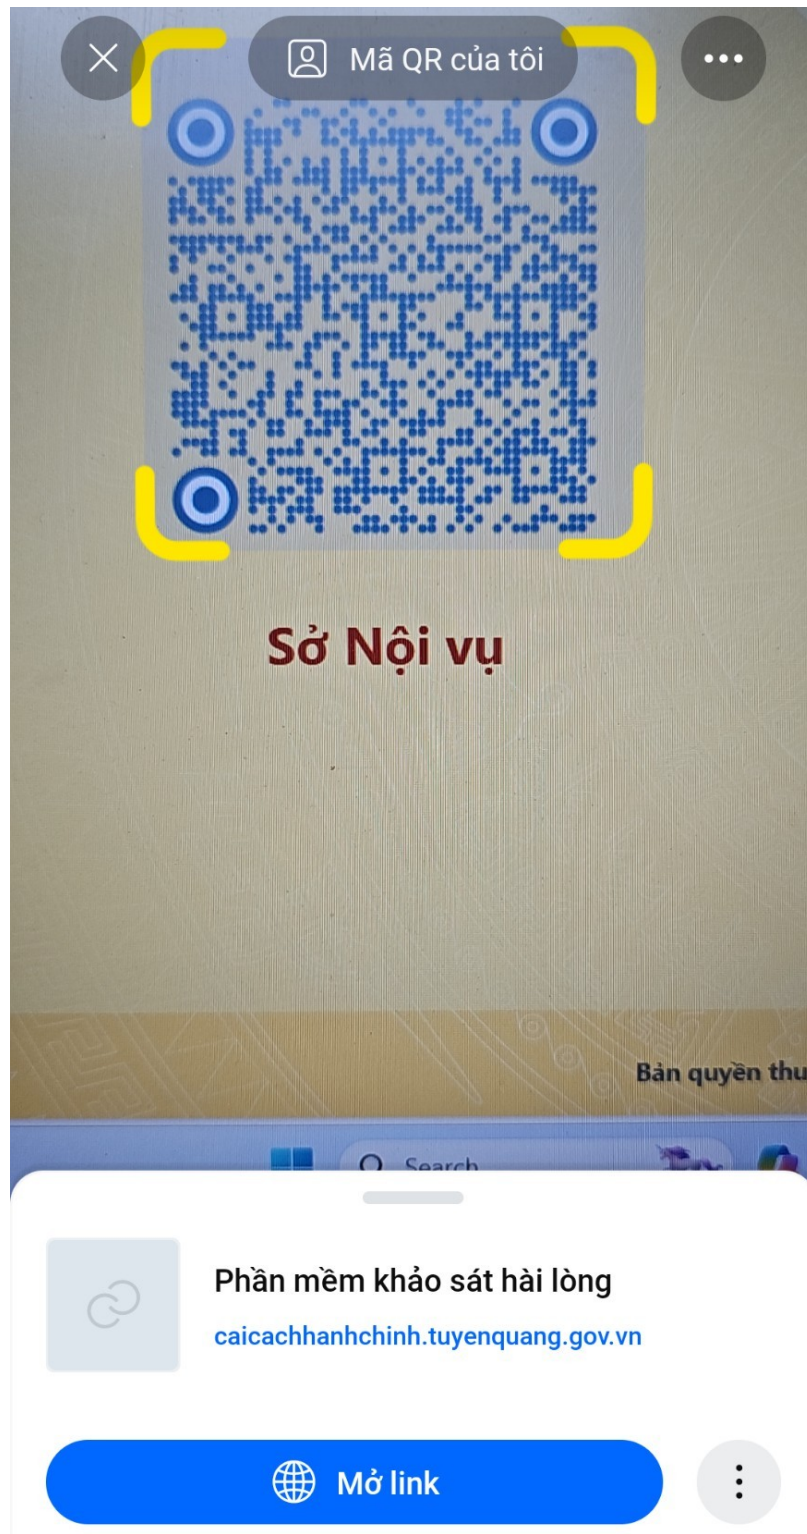 Mã QR của tôi
Sở Nội vụ
Bản quyền thu
Search
Phần mềm khảo sát hài lòng
caicachhanhchinh.tuyenquang.gov.vn
Mở link